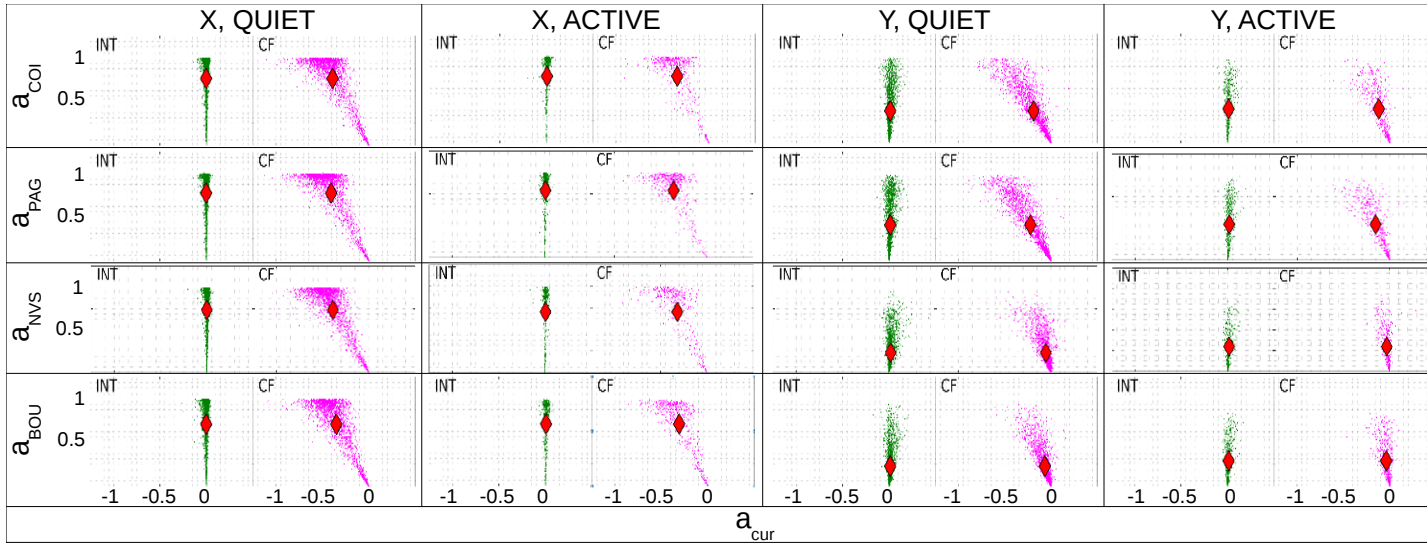 X, QUIET X, ACTIVE Y, QUIET Y, ACTIVE
INT CF INT CF INT CF INT CF
a_COI 1 0.5
INT CF INT CF INT CF INT CF
a_PAG 1 0.5
INT CF INT CF INT CF INT CF
a_NVS 1 0.5
INT CF INT CF INT CF INT CF
a_BOU 1 0.5
-1 -0.5 0 -1 -0.5 0 -1 -0.5 0 -1 -0.5 0 -1 -0.5 0 -1 -0.5 0 -1 -0.5 0 -1 -0.5 0
a_cur